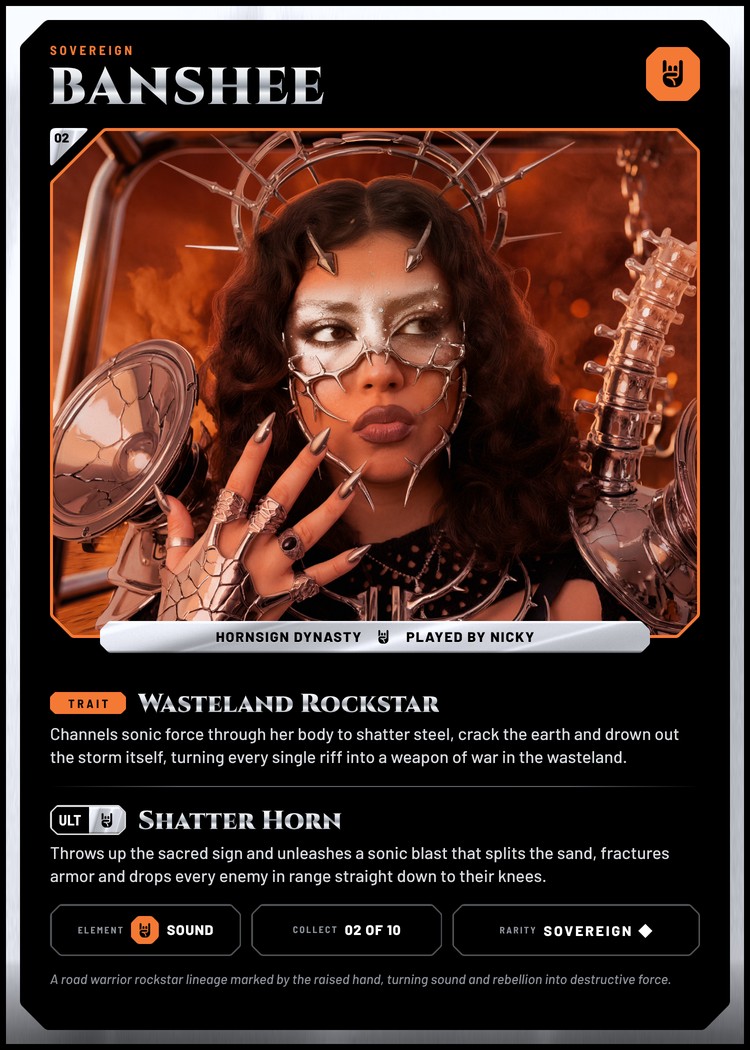 SOVEREIGN
BANSHEE
02
HORNSIGN DYNASTY PLAYED BY NICKY
TRAIT WASTELAND ROCKSTAR
Channels sonic force through her body to shatter steel, crack the earth and drown out
the storm itself, turning every single riff into a weapon of war in the wasteland.
ULT SHATTER HORN
Throws up the sacred sign and unleashes a sonic blast that splits the sand, fractures
armor and drops every enemy in range straight down to their knees.
ELEMENT SOUND COLLECT 02 OF 10 RARITY SOVEREIGN
A road warrior rockstar lineage marked by the raised hand, turning sound and rebellion into destructive force.